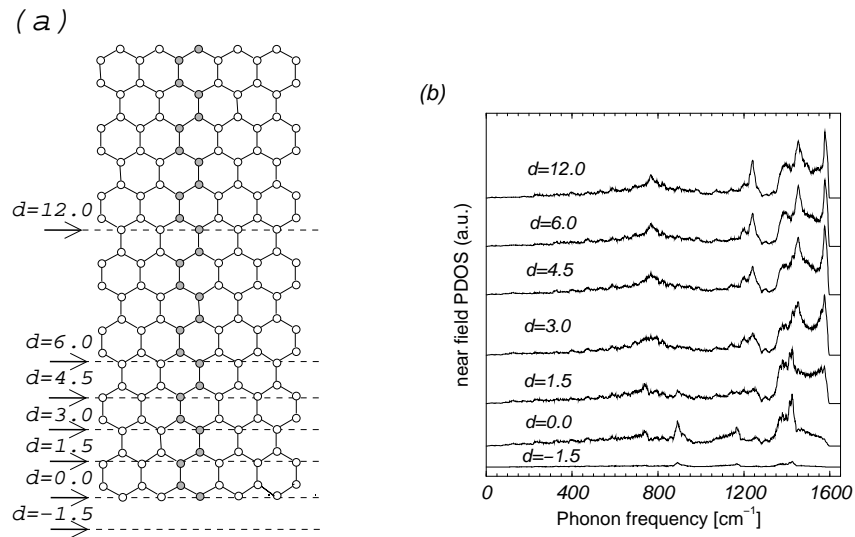 (a)
d=12.0
d=6.0
d=4.5
d=3.0
d=1.5
d=0.0
d=−1.5
(b)
near field PDOS (a.u.)
d=12.0
d=6.0
d=4.5
d=3.0
d=1.5
d=0.0
d=−1.5
0 400 800 1200 1600
Phonon frequency [cm⁻¹]